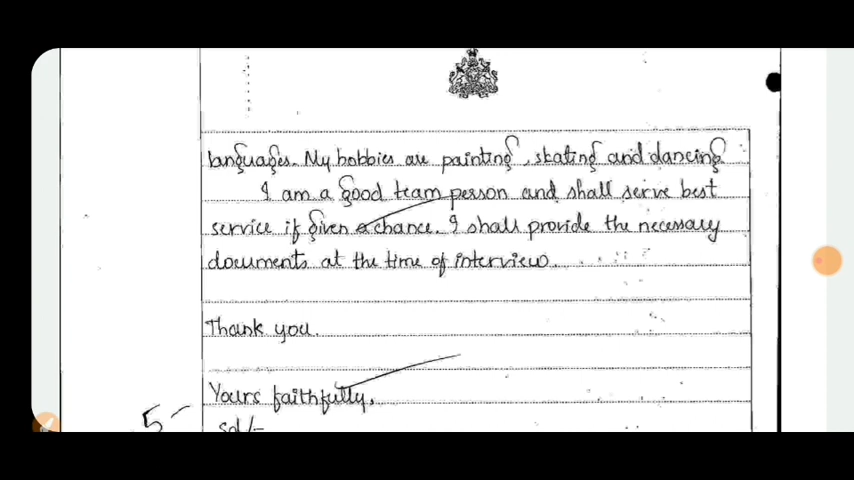 languages. My hobbies are painting, skating and dancing
I am a good team person and shall serve best
service if given a chance. I shall provide the necessary
documents at the time of interview.
Thank you.
Yours faithfully,
5
Sd/-